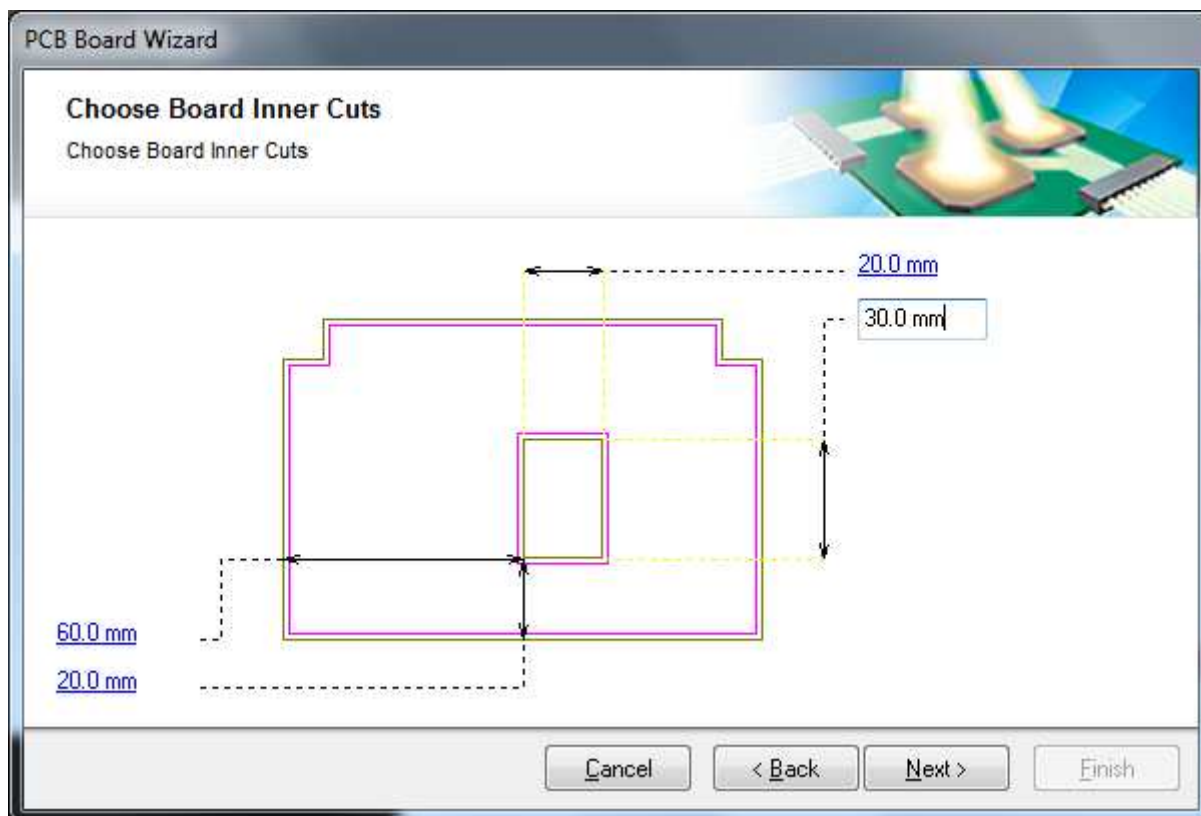 PCB Board Wizard
Choose Board Inner Cuts
Choose Board Inner Cuts
20.0 mm
30.0 mm
60.0 mm
20.0 mm
Cancel
< Back
Next >
Finish